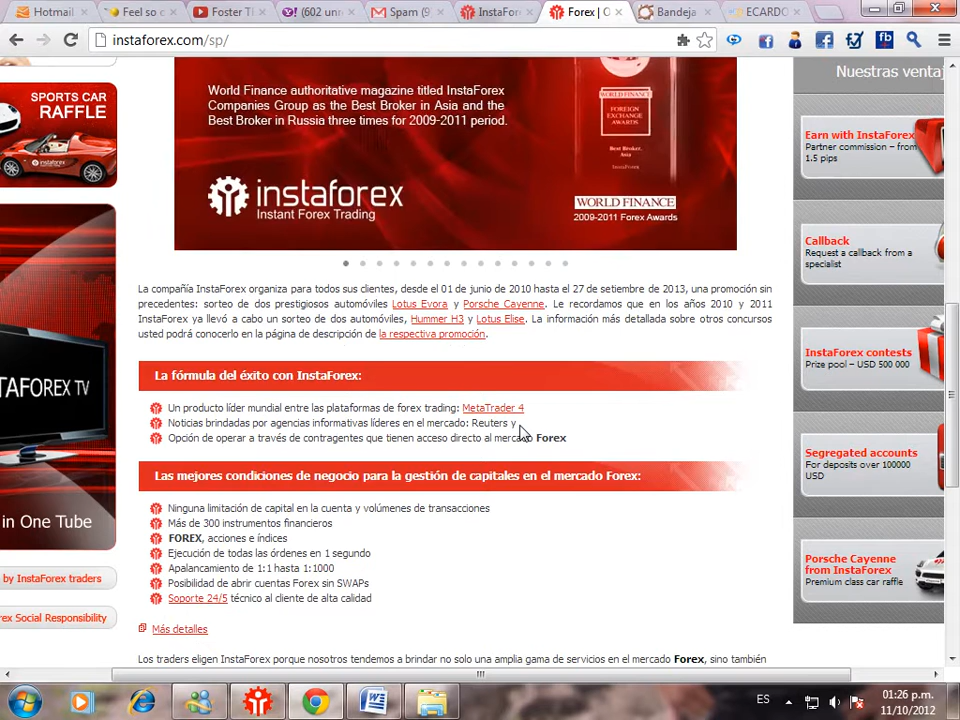 Hotmail
Feel so
Foster Ti
(602 unr
Spam (9
InstaFor
Forex | O
Bandeja
ECARDO
instaforex.com/sp/
SPORTS CAR
RAFFLE
World Finance authoritative magazine titled InstaForex
Companies Group as the Best Broker in Asia and the
Best Broker in Russia three times for 2009-2011 period.
WORLD FINANCE
FOREIGN
EXCHANGE
AWARDS
Best Broker,
Asia
instaforex
Instant Forex Trading
WORLD FINANCE
2009-2011 Forex Awards
Nuestras ventaj
Earn with InstaForex
Partner commission – from
1.5 pips
Callback
Request a callback from a
specialist
InstaForex contests
Prize pool – USD 500 000
Segregated accounts
For deposits over 100000
USD
Porsche Cayenne
from InstaForex
Premium class car raffle
La compañía InstaForex organiza para todos sus clientes, desde el 01 de junio de 2010 hasta el 27 de setiembre de 2013, una promoción sin
precedentes: sorteo de dos prestigiosos automóviles Lotus Evora y Porsche Cayenne. Le recordamos que en los años 2010 y 2011
InstaForex ya llevó a cabo un sorteo de dos automóviles, Hummer H3 y Lotus Elise. La información más detallada sobre otros concursos
usted podrá conocerlo en la página de descripción de la respectiva promoción.
La fórmula del éxito con InstaForex:
Un producto líder mundial entre las plataformas de forex trading: MetaTrader 4
Noticias brindadas por agencias informativas líderes en el mercado: Reuters y
Opción de operar a través de contragentes que tienen acceso directo al mercado Forex
Las mejores condiciones de negocio para la gestión de capitales en el mercado Forex:
Ninguna limitación de capital en la cuenta y volúmenes de transacciones
Más de 300 instrumentos financieros
FOREX, acciones e índices
Ejecución de todas las órdenes en 1 segundo
Apalancamiento de 1:1 hasta 1:1000
Posibilidad de abrir cuentas Forex sin SWAPs
Soporte 24/5 técnico al cliente de alta calidad
Más detalles
Los traders eligen InstaForex porque nosotros tendemos a brindar no solo una amplia gama de servicios en el mercado Forex, sino también
TAFOREX TV
in One Tube
by InstaForex traders
rex Social Responsibility
ES
01:26 p.m.
11/10/2012